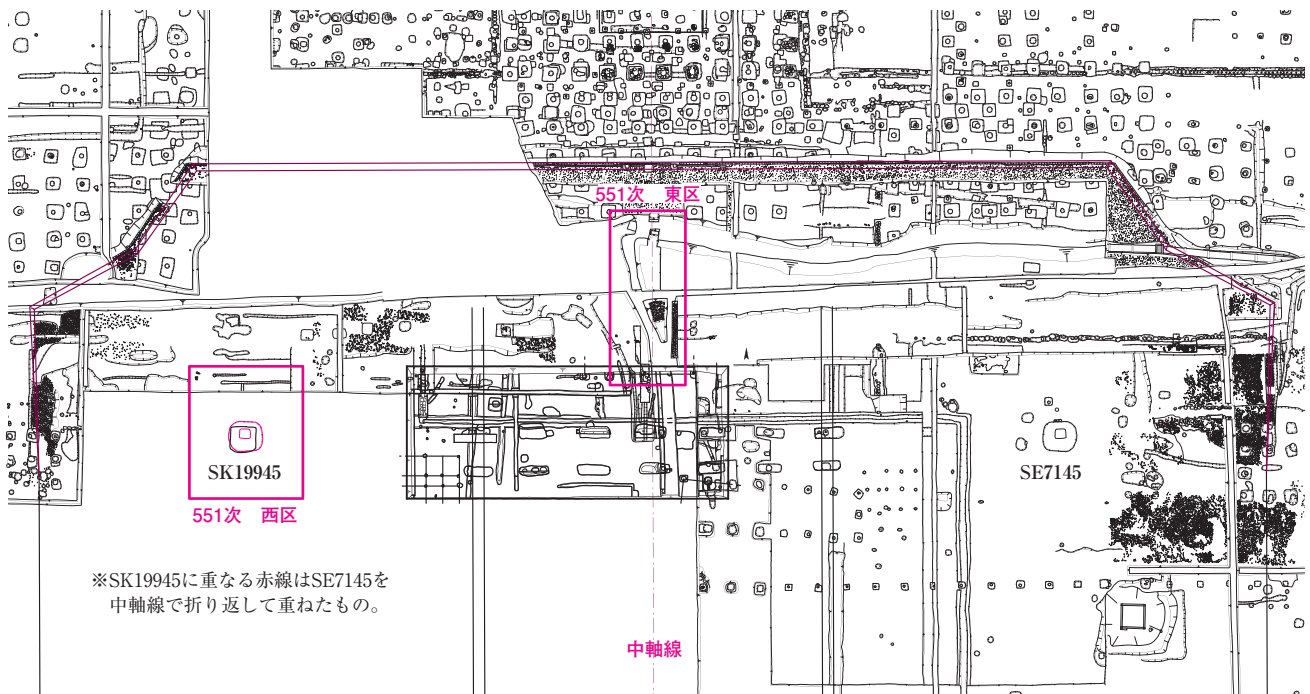 551次　東区
SK19945
SE7145
551次　西区
※SK19945に重なる赤線はSE7145を
中軸線で折り返して重ねたもの。
中軸線